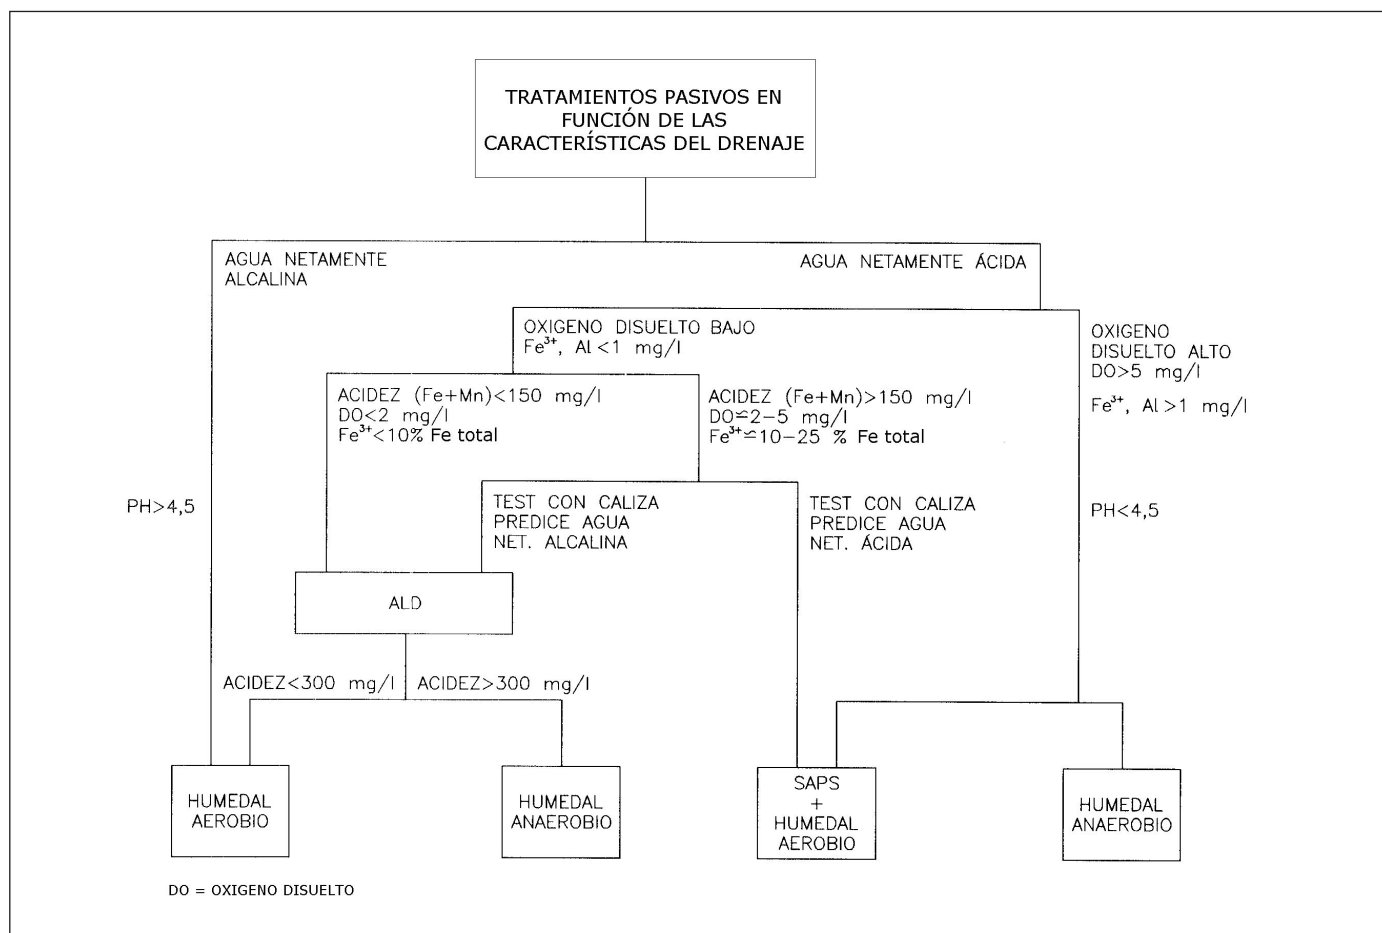 TRATAMIENTOS PASIVOS EN
FUNCIÓN DE LAS
CARACTERÍSTICAS DEL DRENAJE
AGUA NETAMENTE
ALCALINA
AGUA NETAMENTE ÁCIDA
OXIGENO DISUELTO BAJO
Fe³⁺, Al<1 mg/l
OXIGENO
DISUELTO ALTO
DO>5 mg/l
Fe³⁺, Al>1 mg/l
ACIDEZ (Fe+Mn)<150 mg/l
DO<2 mg/l
Fe³⁺<10% Fe total
ACIDEZ (Fe+Mn)>150 mg/l
DO≃2-5 mg/l
Fe³⁺≃10-25 % Fe total
PH>4,5
TEST CON CALIZA
PREDICE AGUA
NET. ALCALINA
TEST CON CALIZA
PREDICE AGUA
NET. ÁCIDA
PH<4,5
ALD
ACIDEZ<300 mg/l
ACIDEZ>300 mg/l
HUMEDAL
AEROBIO
HUMEDAL
ANAEROBIO
SAPS
+
HUMEDAL
AEROBIO
HUMEDAL
ANAEROBIO
DO = OXIGENO DISUELTO